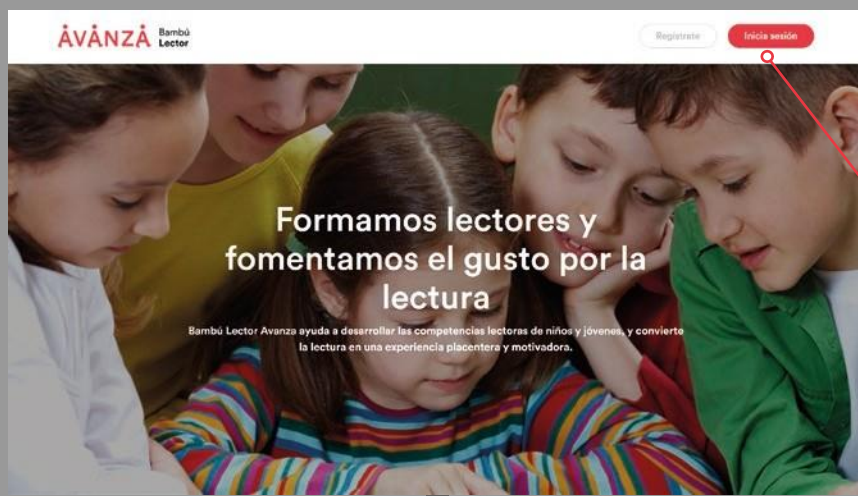 ÅVÅNZÅ Bambú
Lector
Regístrate
Inicia sesión
Formamos lectores y
fomentamos el gusto por la
lectura
Bambú Lector Avanza ayuda a desarrollar las competencias lectoras de niños y jóvenes, y convierte
la lectura en una experiencia placentera y motivadora.